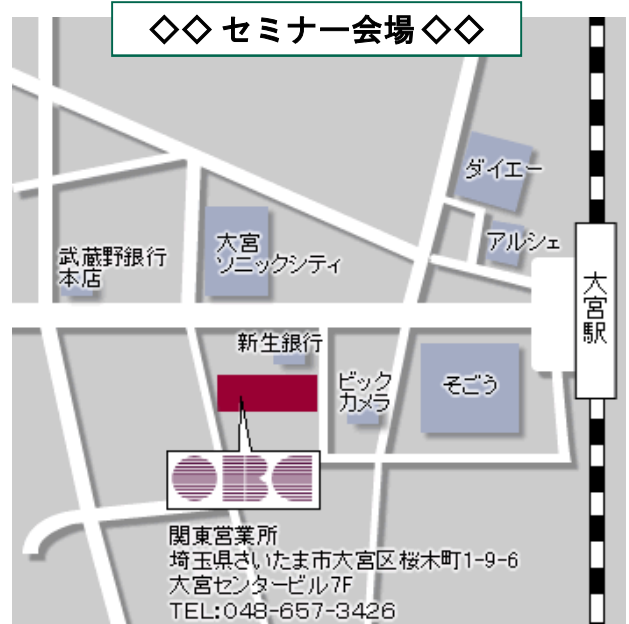 ◇◇ セミナー会場 ◇◇
ダイエー
アルシェ
大宮
ソニックシティ
武蔵野銀行
本店
大宮駅
新生銀行
ビック
カメラ
そごう
OBC
関東営業所
埼玉県さいたま市大宮区桜木町1-9-6
大宮センタービル7F
TEL:048-657-3426